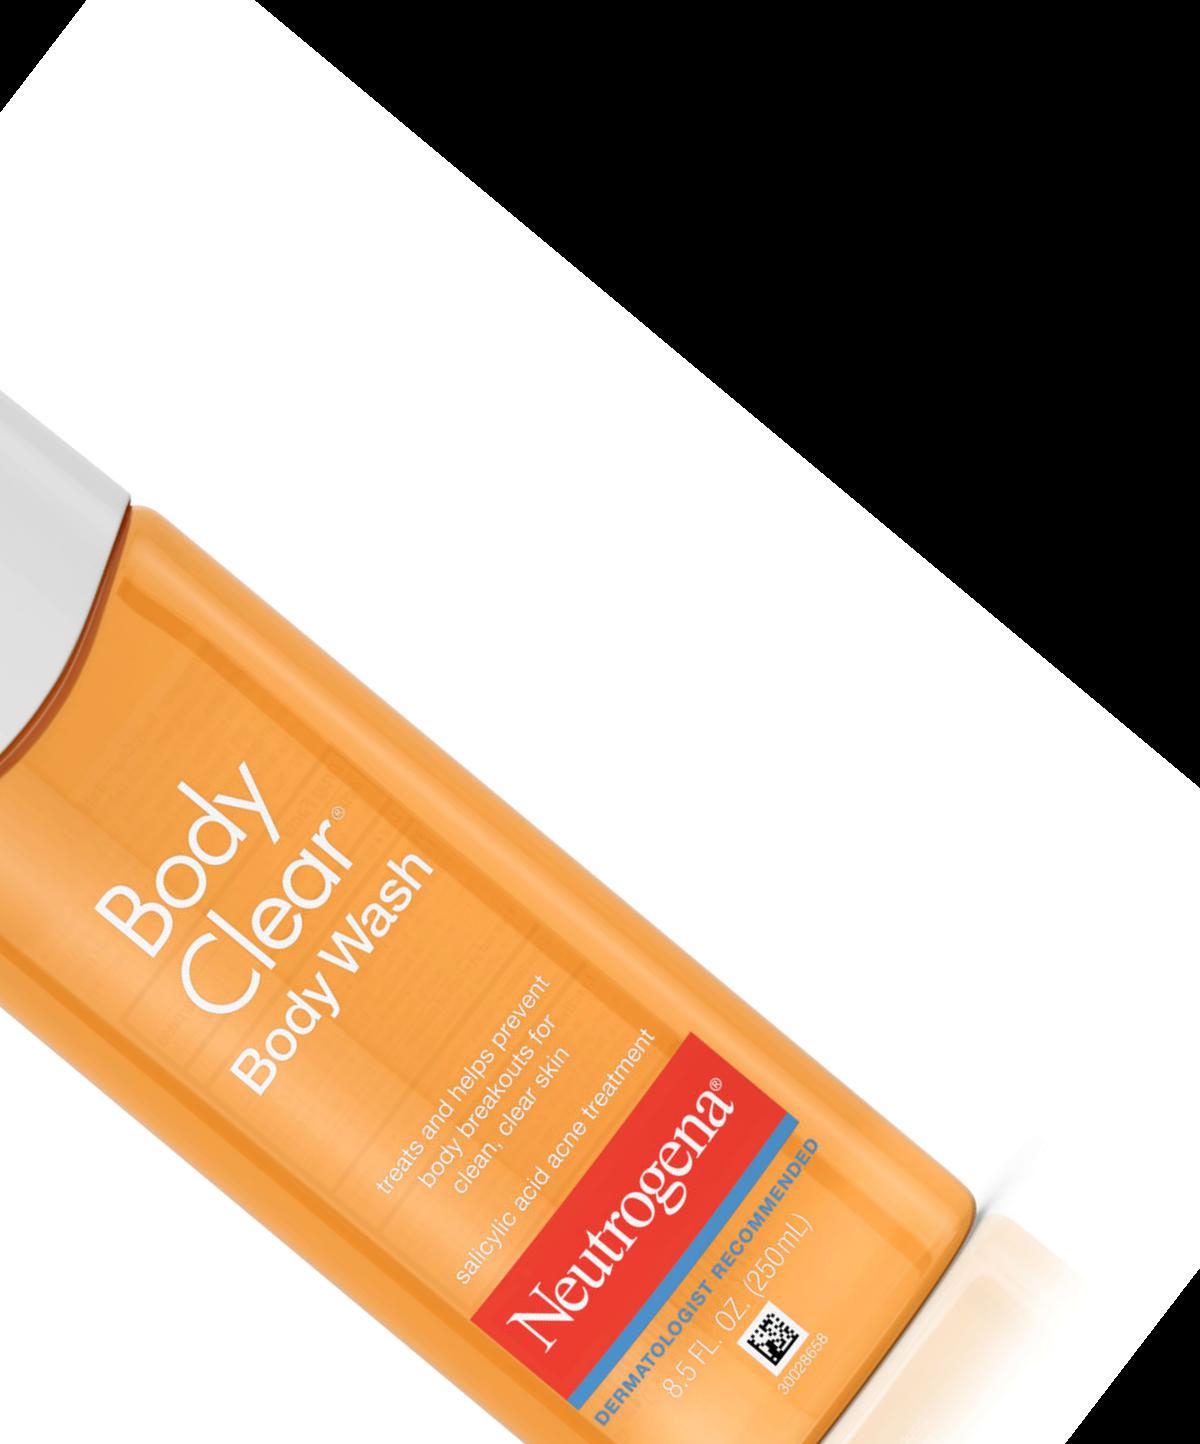 Body
Clear®
Body Wash
treats and helps prevent
body breakouts for
clean, clear skin
salicylic acid acne treatment
Neutrogena®
DERMATOLOGIST RECOMMENDED
8.5 FL. OZ. (250mL)
30028658